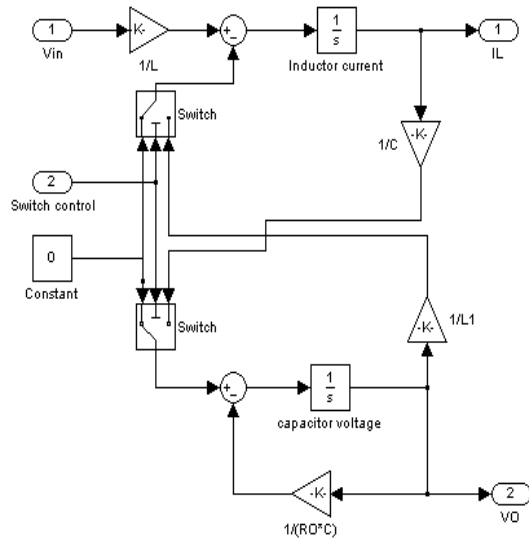 1
Vin
K-
1/L
1
s
Inductor current
1
IL
Switch
-K-
1/C
2
Switch control
0
Constant
Switch
-K-
1/L1
1
s
capacitor voltage
-K-
1/(RO*C)
2
VO